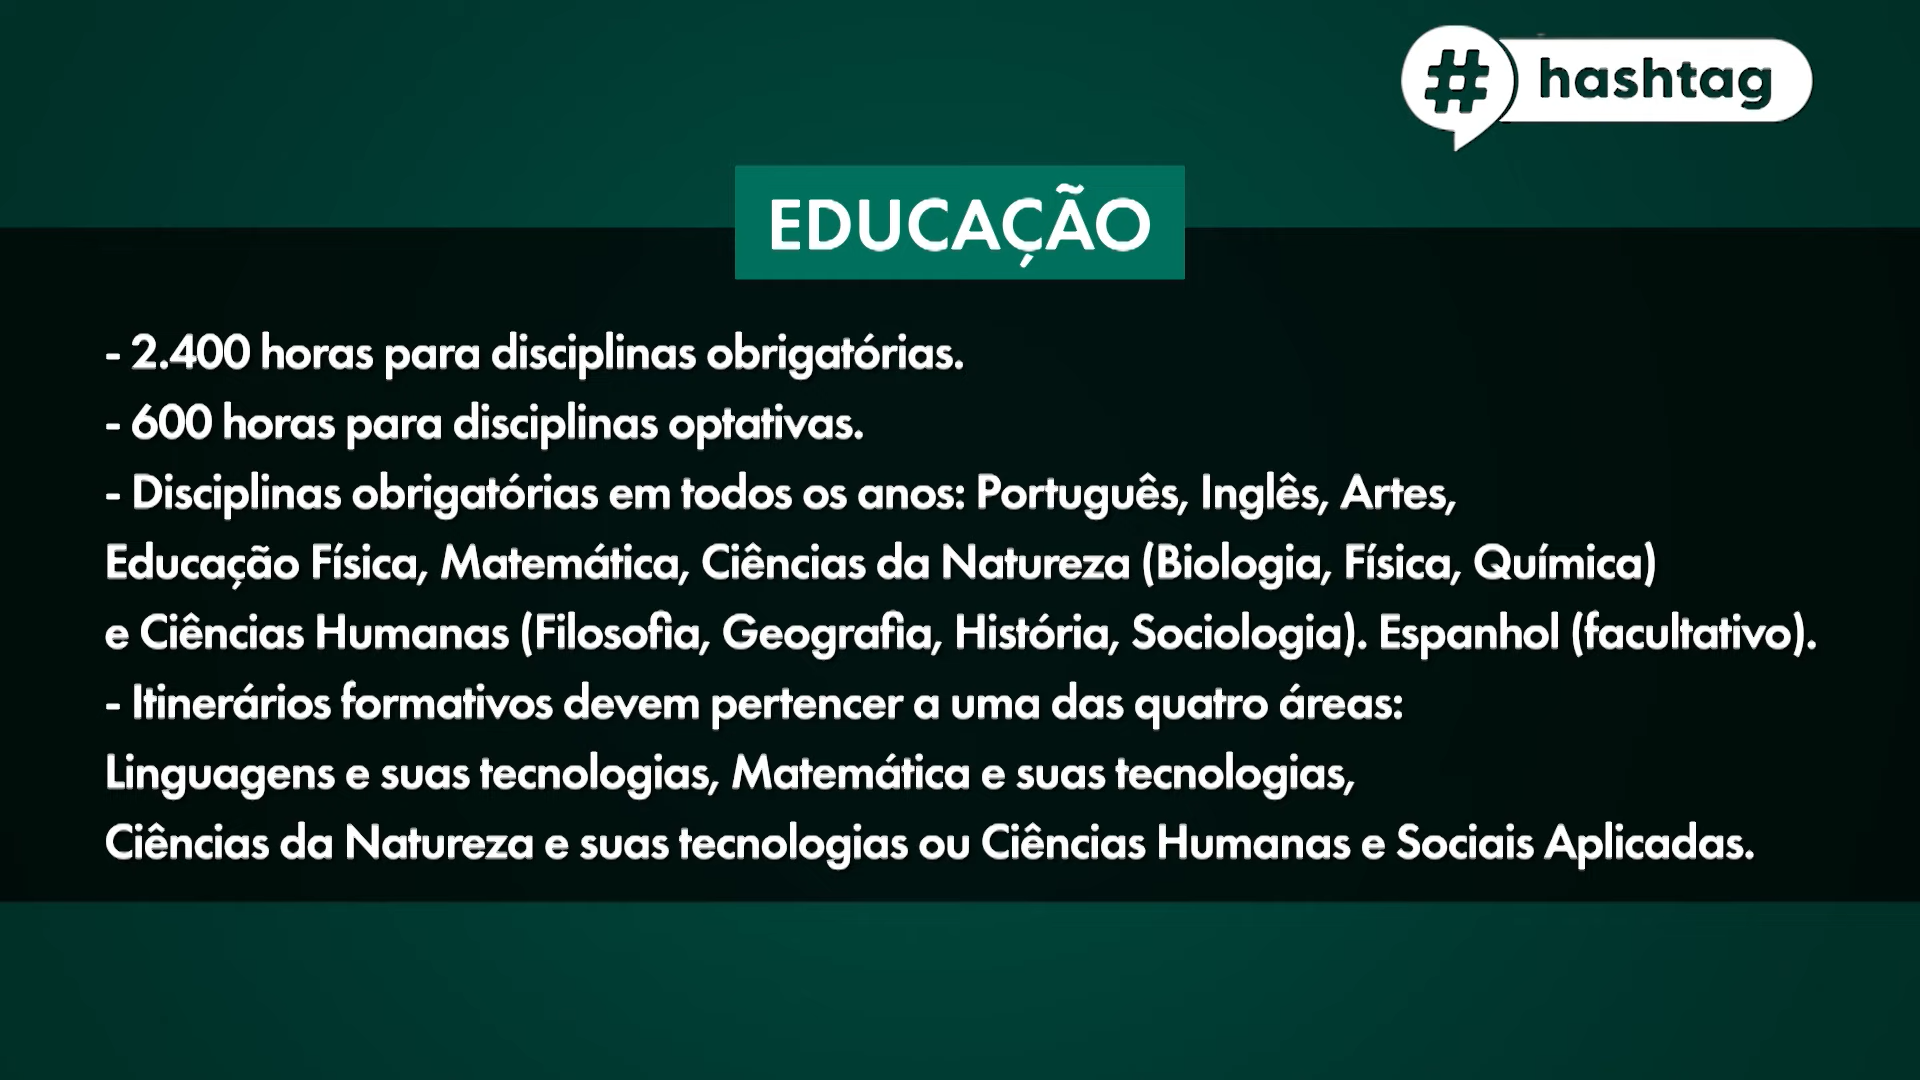 # hashtag
EDUCAÇÃO
- 2.400 horas para disciplinas obrigatórias.
- 600 horas para disciplinas optativas.
- Disciplinas obrigatórias em todos os anos: Português, Inglês, Artes,
Educação Física, Matemática, Ciências da Natureza (Biologia, Física, Química)
e Ciências Humanas (Filosofia, Geografia, História, Sociologia). Espanhol (facultativo).
- Itinerários formativos devem pertencer a uma das quatro áreas:
Linguagens e suas tecnologias, Matemática e suas tecnologias,
Ciências da Natureza e suas tecnologias ou Ciências Humanas e Sociais Aplicadas.